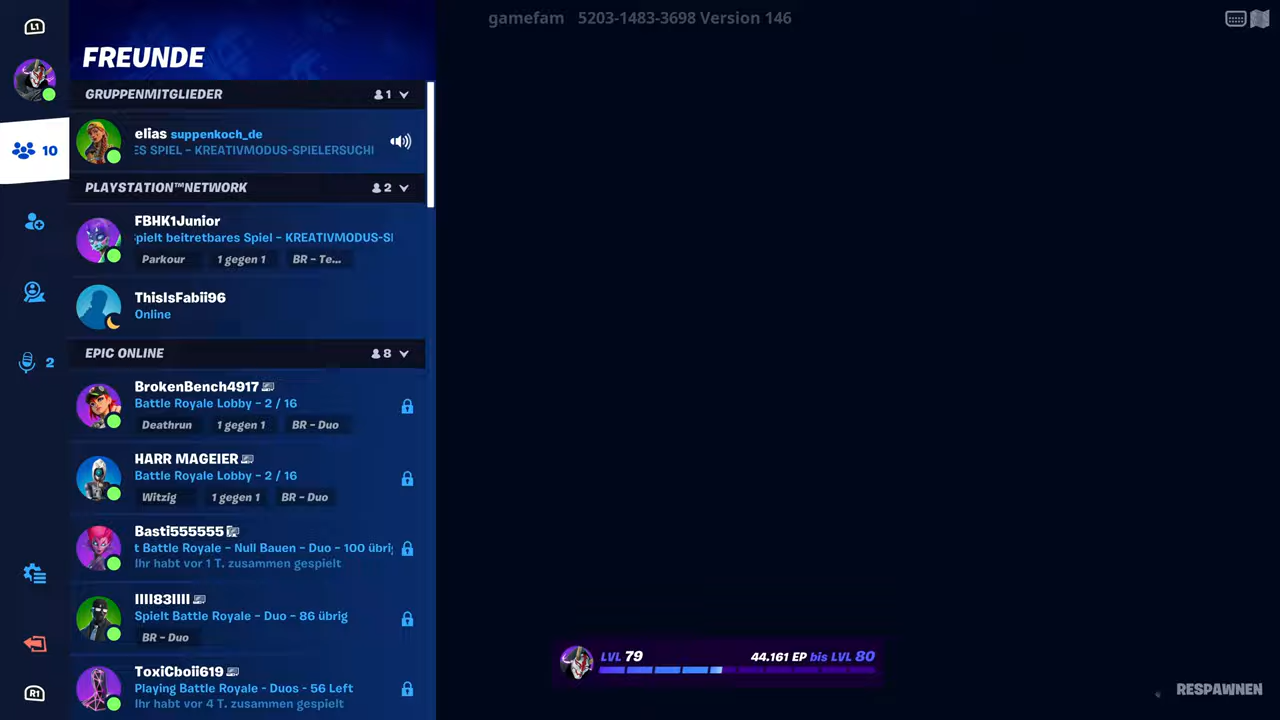 gamefam 5203-1483-3698 Version 146
L1
FREUNDE
GRUPPENMITGLIEDER 1
elias suppenkoch_de
ES SPIEL – KREATIVMODUS-SPIELERSUCHI
10
PLAYSTATION™NETWORK 2
FBHK1Junior
pielt beitretbares Spiel – KREATIVMODUS-SI
Parkour 1 gegen 1 BR – Te...
ThisIsFabii96
Online
EPIC ONLINE 8
2
BrokenBench4917
Battle Royale Lobby – 2 / 16
Deathrun 1 gegen 1 BR – Duo
HARR MAGEIER
Battle Royale Lobby – 2 / 16
Witzig 1 gegen 1 BR – Duo
Basti555555
t Battle Royale – Null Bauen – Duo – 100 übrig
Ihr habt vor 1 T. zusammen gespielt
IIII83IIII
Spielt Battle Royale – Duo – 86 übrig
BR – Duo
ToxiCboii619
Playing Battle Royale - Duos - 56 Left
Ihr habt vor 4 T. zusammen gespielt
R1
LVL 79 44.161 EP bis LVL 80
RESPAWNEN